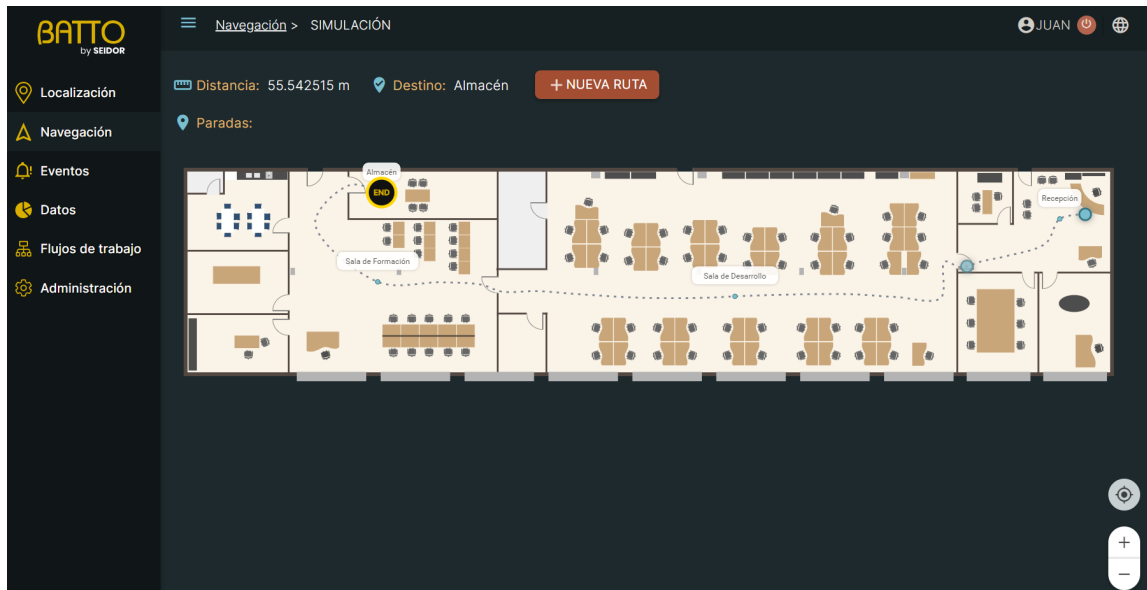 BATTO
by SEIDOR
Navegación > SIMULACIÓN
JUAN
Localización
Navegación
Eventos
Datos
Flujos de trabajo
Administración
Distancia: 55.542515 m
Destino: Almacén
+ NUEVA RUTA
Paradas:
Almacén
END
Recepción
Sala de Formación
Sala de Desarrollo
+
−